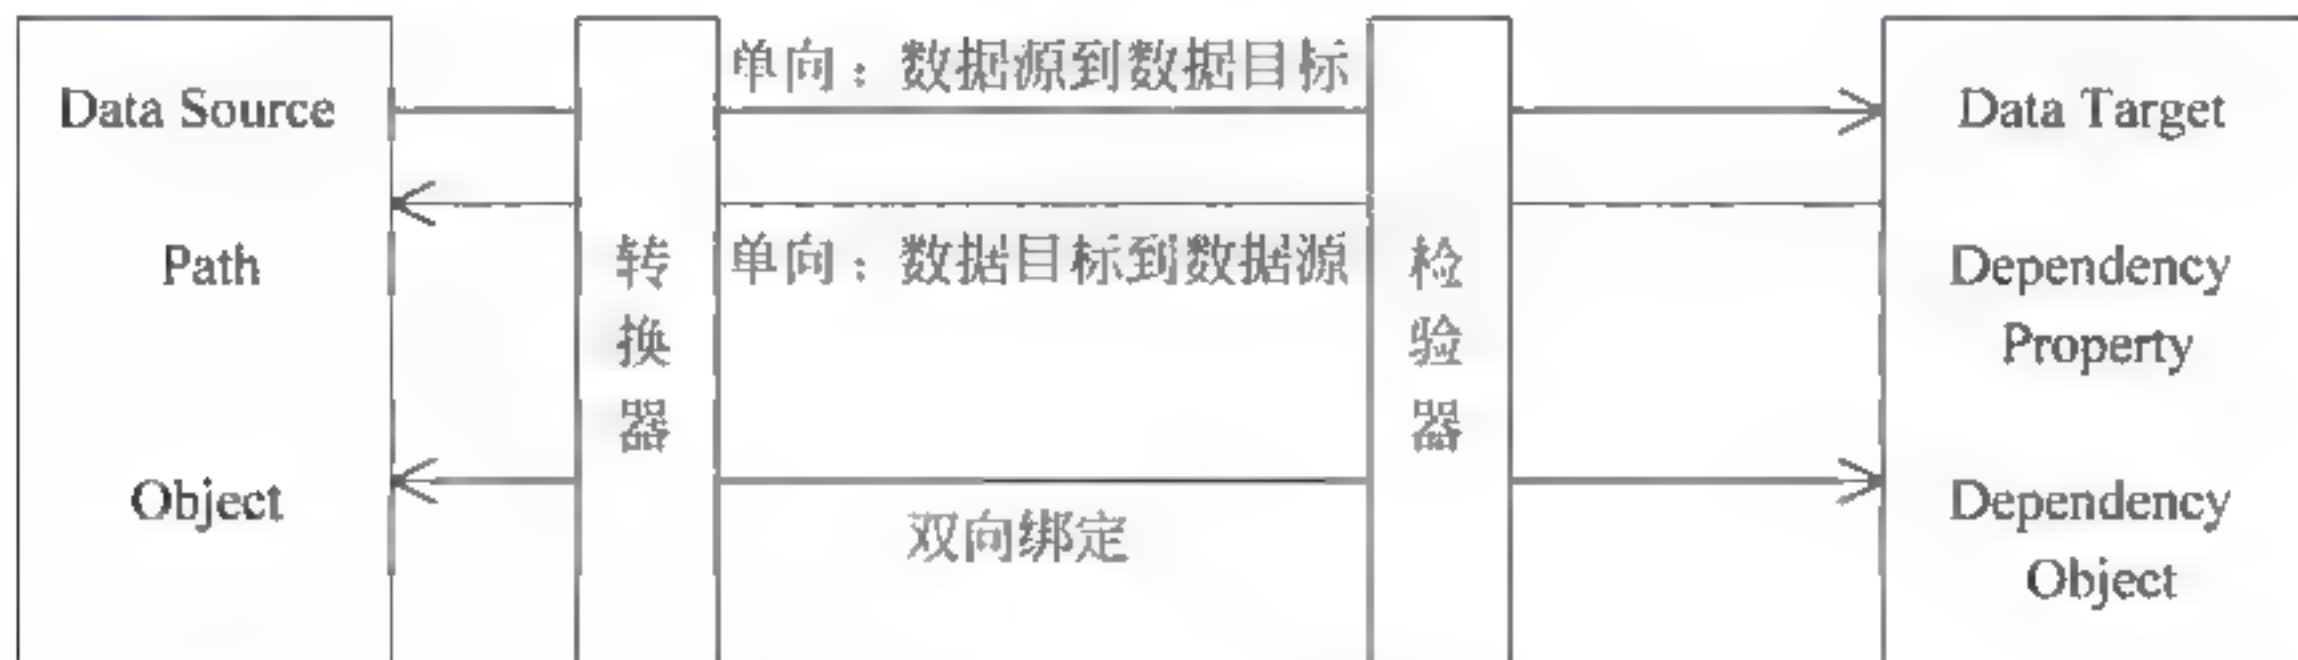 Data Source
Path
Object
转
换
器
单向：数据源到数据目标
单向：数据目标到数据源
双向绑定
检
验
器
Data Target
Dependency
Property
Dependency
Object